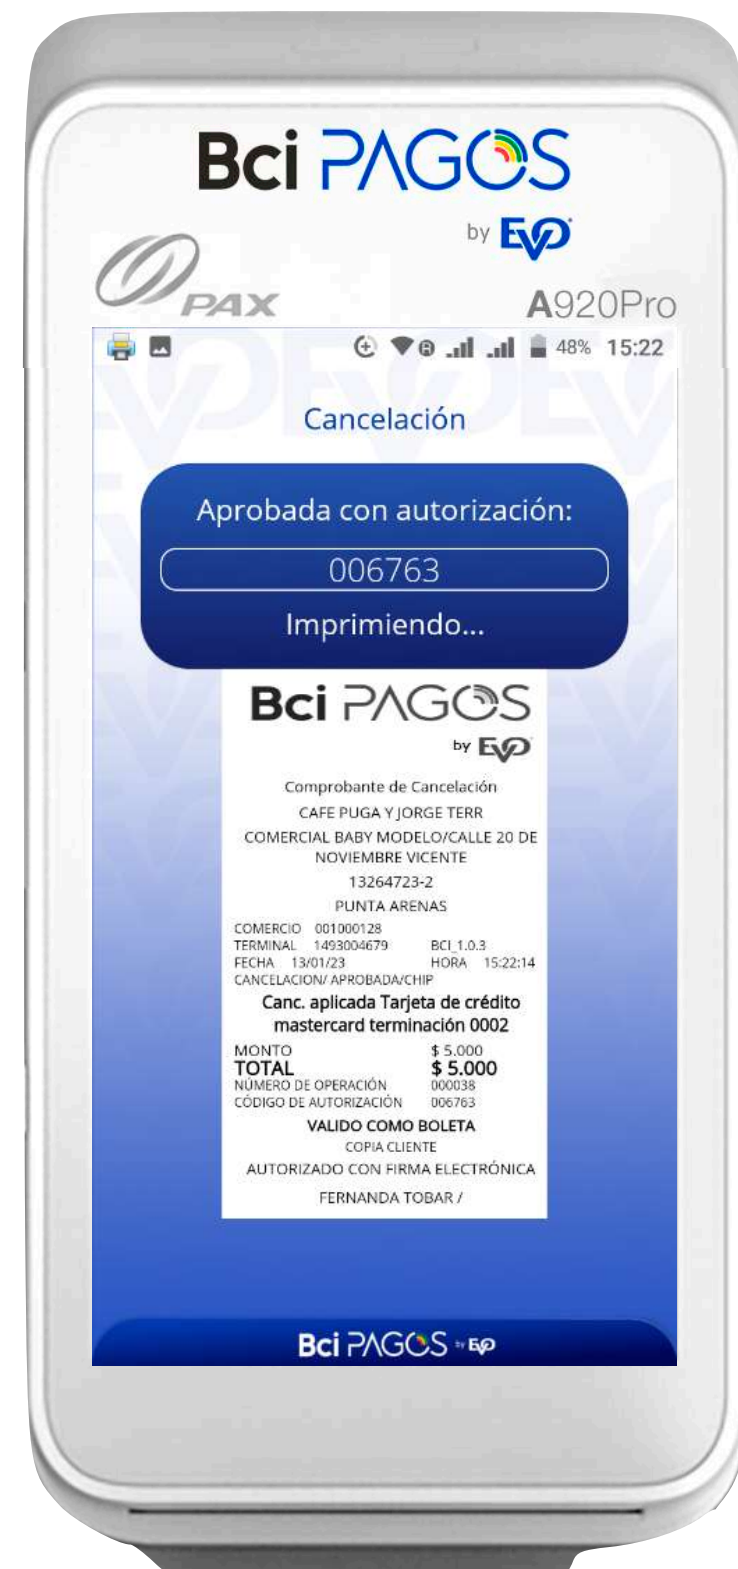 Bci PAGOS
by EVO
PAX
A920Pro
48% 15:22
Cancelación
Aprobada con autorización:
006763
Imprimiendo...
Bci PAGOS
by EVO
Comprobante de Cancelación
CAFE PUGA Y JORGE TERR
COMERCIAL BABY MODELO/CALLE 20 DE
NOVIEMBRE VICENTE
13264723-2
PUNTA ARENAS
COMERCIO 001000128
TERMINAL 1493004679 BCI_1.0.3
FECHA 13/01/23 HORA 15:22:14
CANCELACION/ APROBADA/CHIP
Canc. aplicada Tarjeta de crédito
mastercard terminación 0002
MONTO $ 5.000
TOTAL $ 5.000
NÚMERO DE OPERACIÓN 000038
CÓDIGO DE AUTORIZACIÓN 006763
VALIDO COMO BOLETA
COPIA CLIENTE
AUTORIZADO CON FIRMA ELECTRÓNICA
FERNANDA TOBAR /
Bci PAGOS by EVO